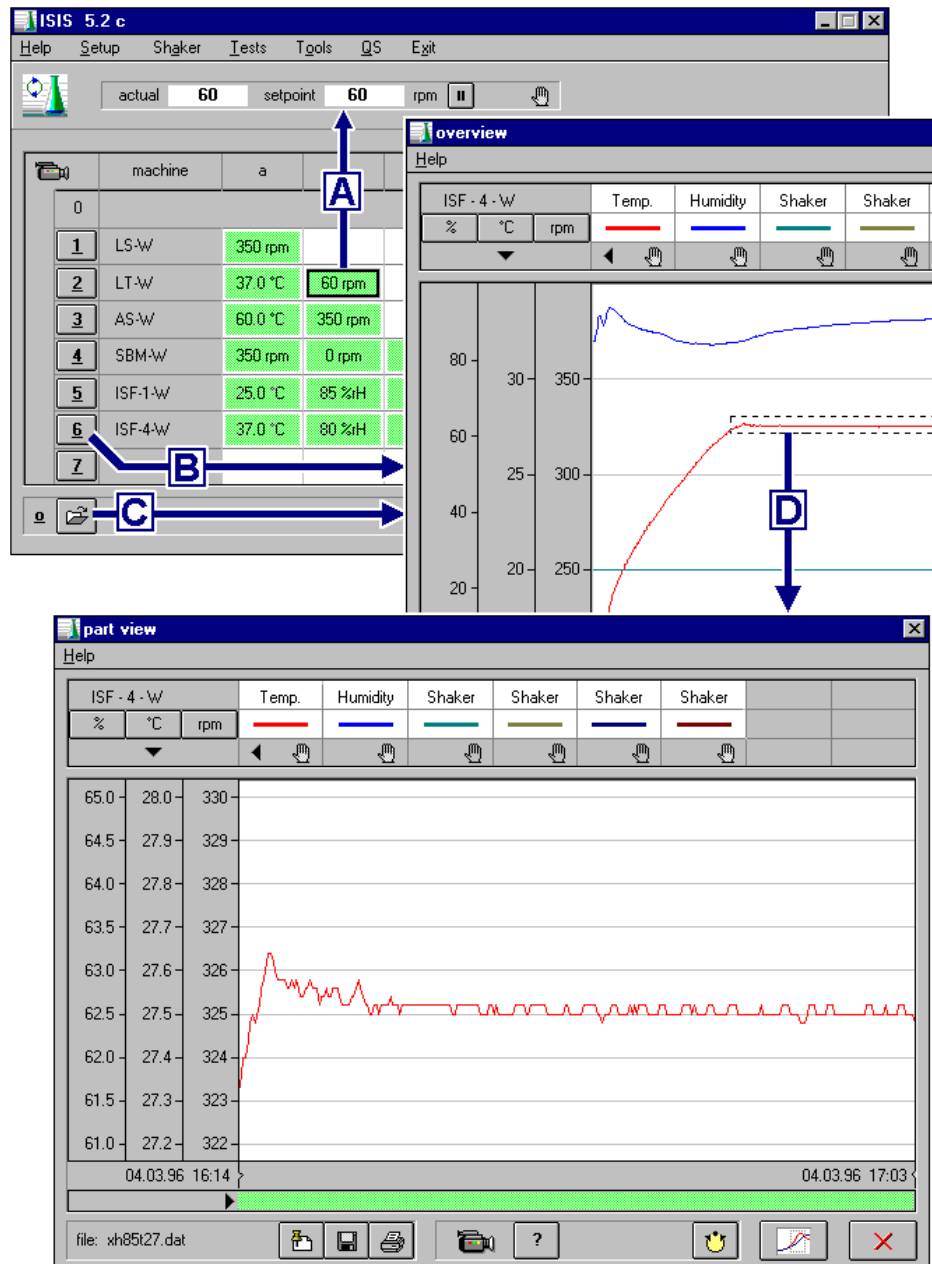 ISIS 5.2 c
Help Setup Shaker Tests Tools QS Exit
actual 60 setpoint 60 rpm
machine a
0
1 LS-W 350 rpm
2 LT-W 37.0 °C 60 rpm
3 AS-W 60.0 °C 350 rpm
4 SBM-W 350 rpm 0 rpm
5 ISF-1-W 25.0 °C 85 %rH
6 ISF-4-W 37.0 °C 80 %rH
7
o
A
B
C
overview
Help
ISF - 4 - W Temp. Humidity Shaker Shaker
% °C rpm
80
30 350
60
25 300
40
20 250
20
D
part view
Help
ISF - 4 - W Temp. Humidity Shaker Shaker Shaker Shaker
% °C rpm
65.0 28.0 330
64.5 27.9 329
64.0 27.8 328
63.5 27.7 327
63.0 27.6 326
62.5 27.5 325
62.0 27.4 324
61.5 27.3 323
61.0 27.2 322
04.03.96 16:14 04.03.96 17:03
file: xh85t27.dat ?